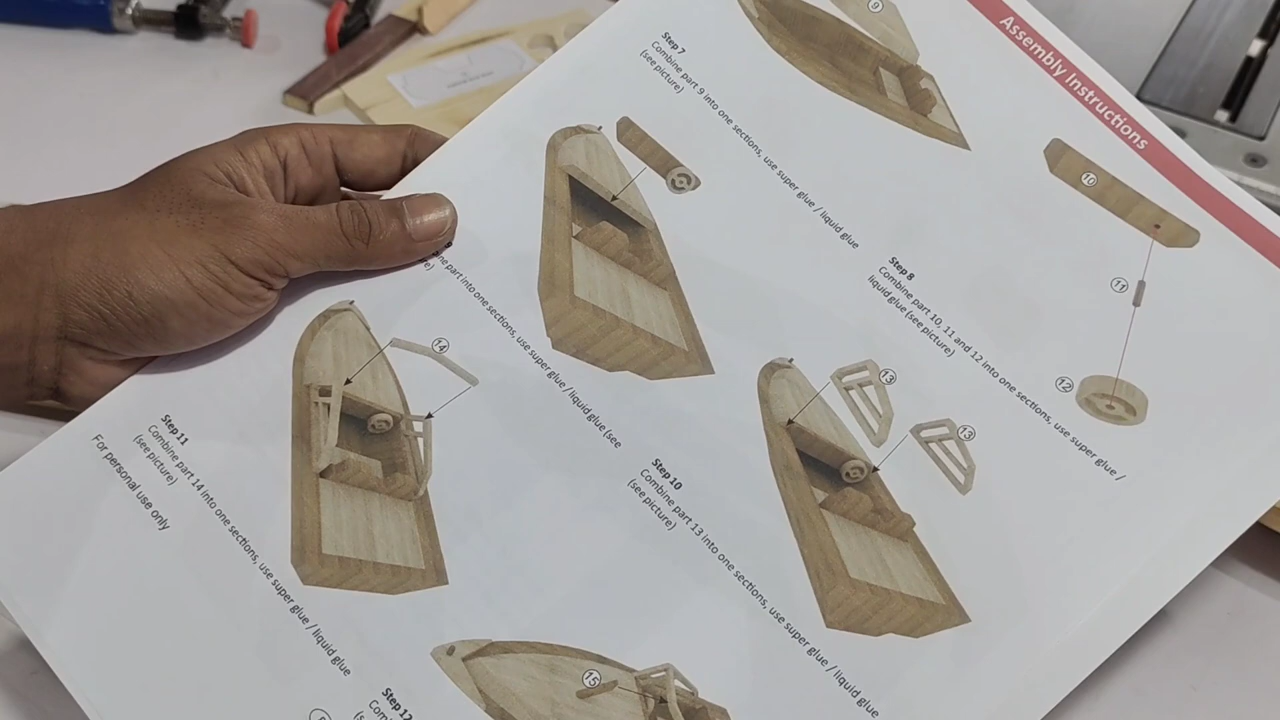 Assembly Instructions
9
Step 7
Combine part 9 into one sections, use super glue / liquid glue
(see picture)
10
11
12
Step 8
Combine part 10, 11, and 12 into one sections, use super glue /
liquid glue (see picture)
part into one sections, use super glue / liquid glue (see
13
13
Step 10
Combine part 13 into one sections, use super glue / liquid glue
(see picture)
14
Step 11
Combine part 14 into one sections, use super glue / liquid glue
(see picture)
For personal use only
15
Step 12